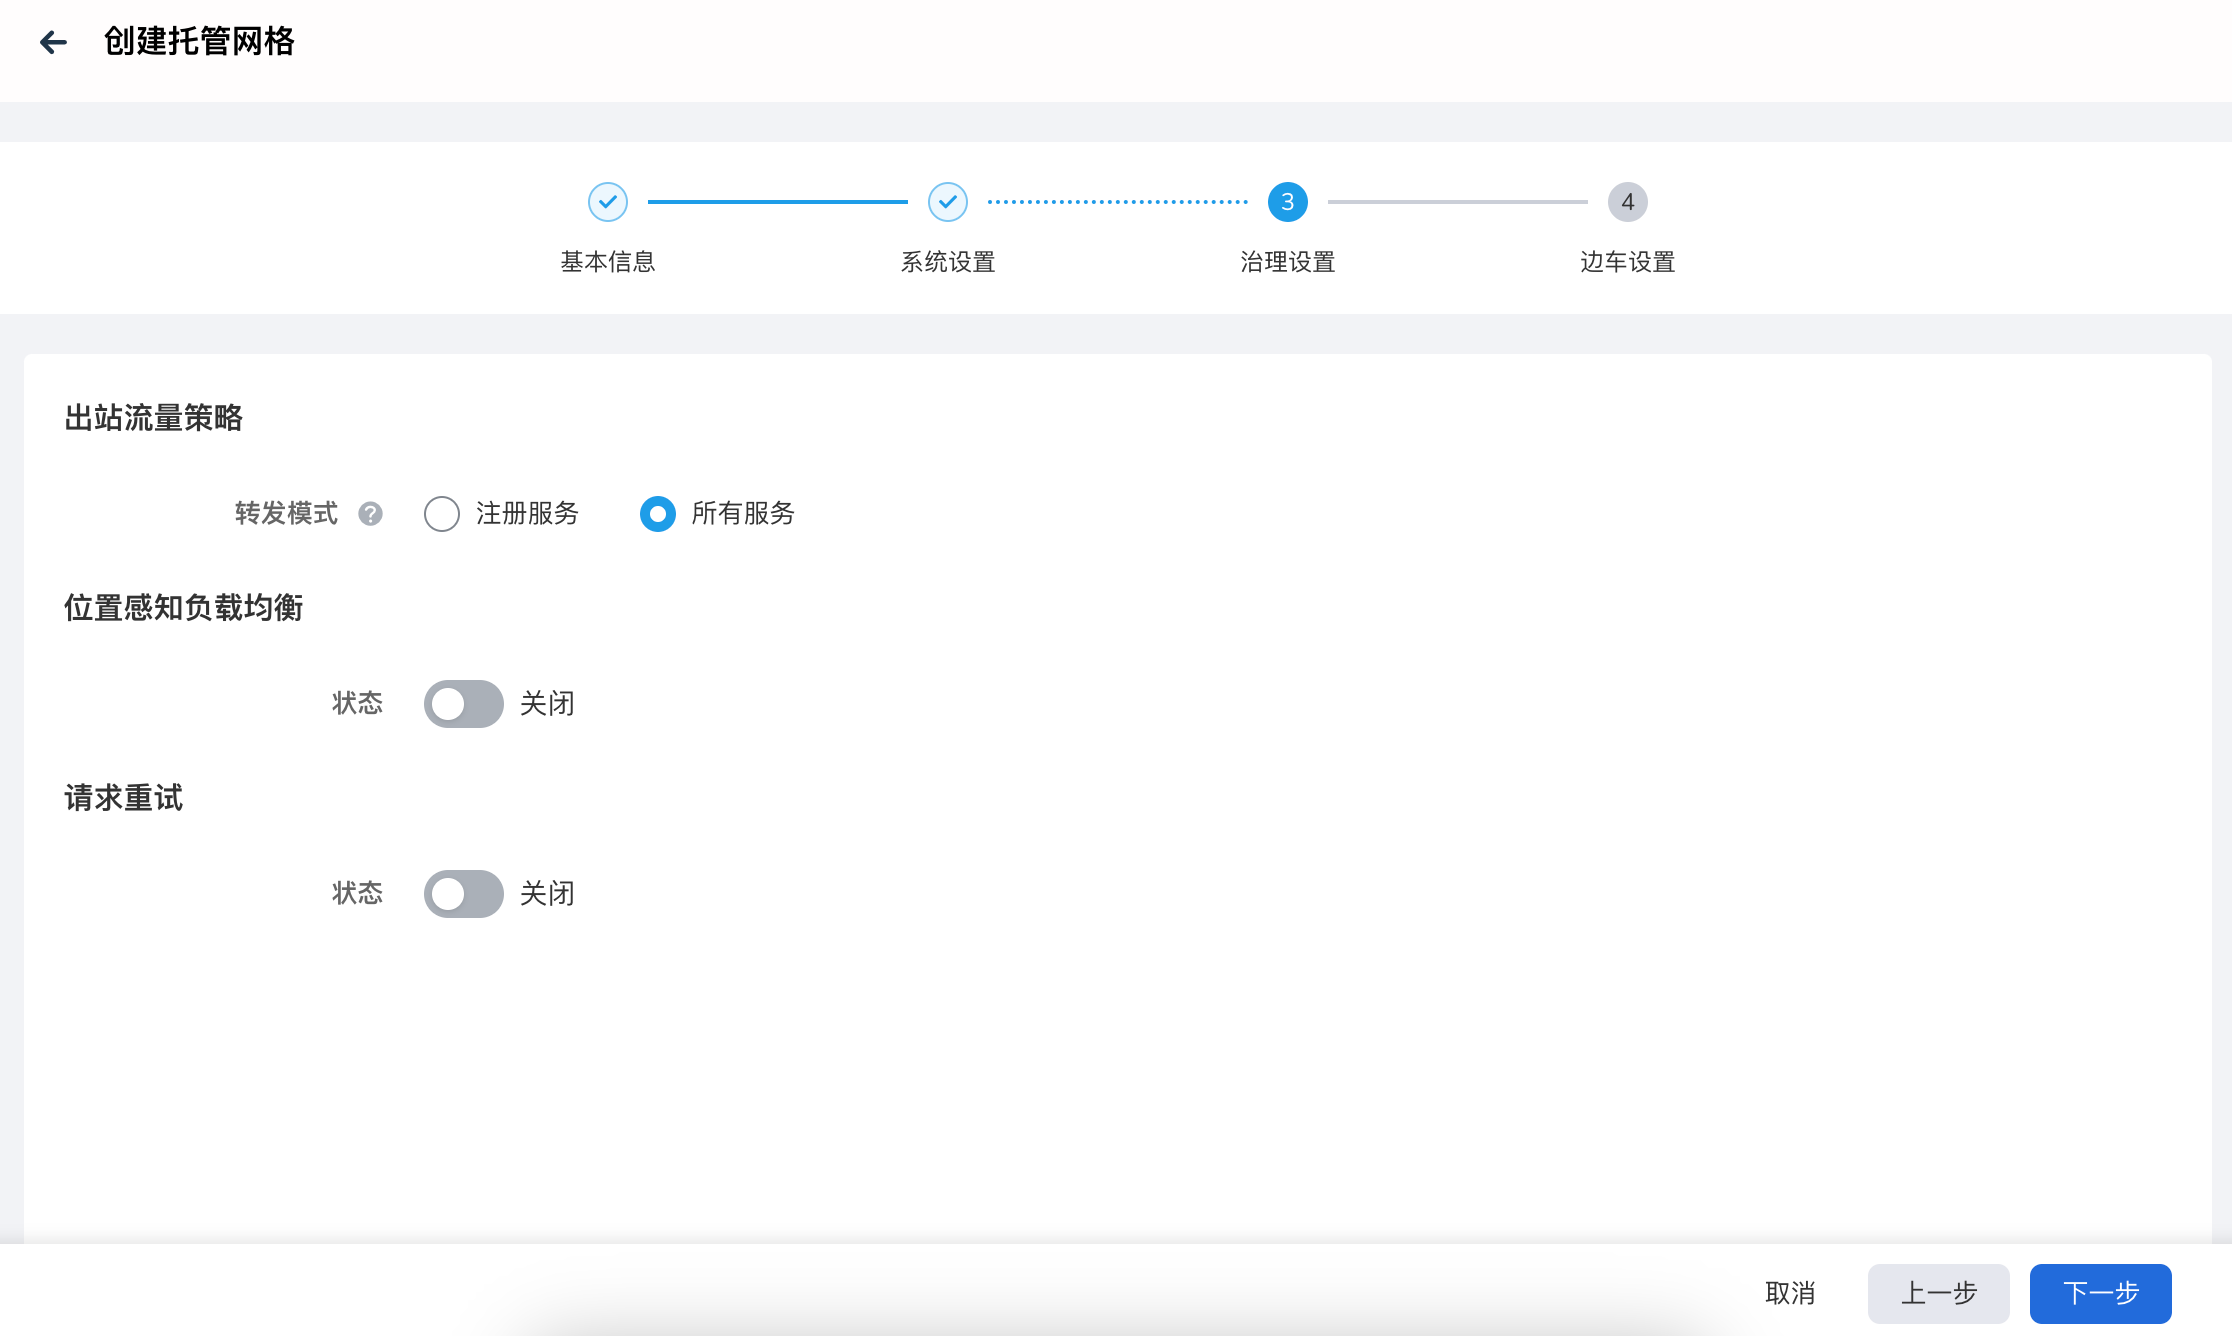 创建托管网格
3
4
基本信息
系统设置
治理设置
边车设置
出站流量策略
转发模式 ? 注册服务 所有服务
位置感知负载均衡
状态 关闭
请求重试
状态 关闭
取消 上一步 下一步